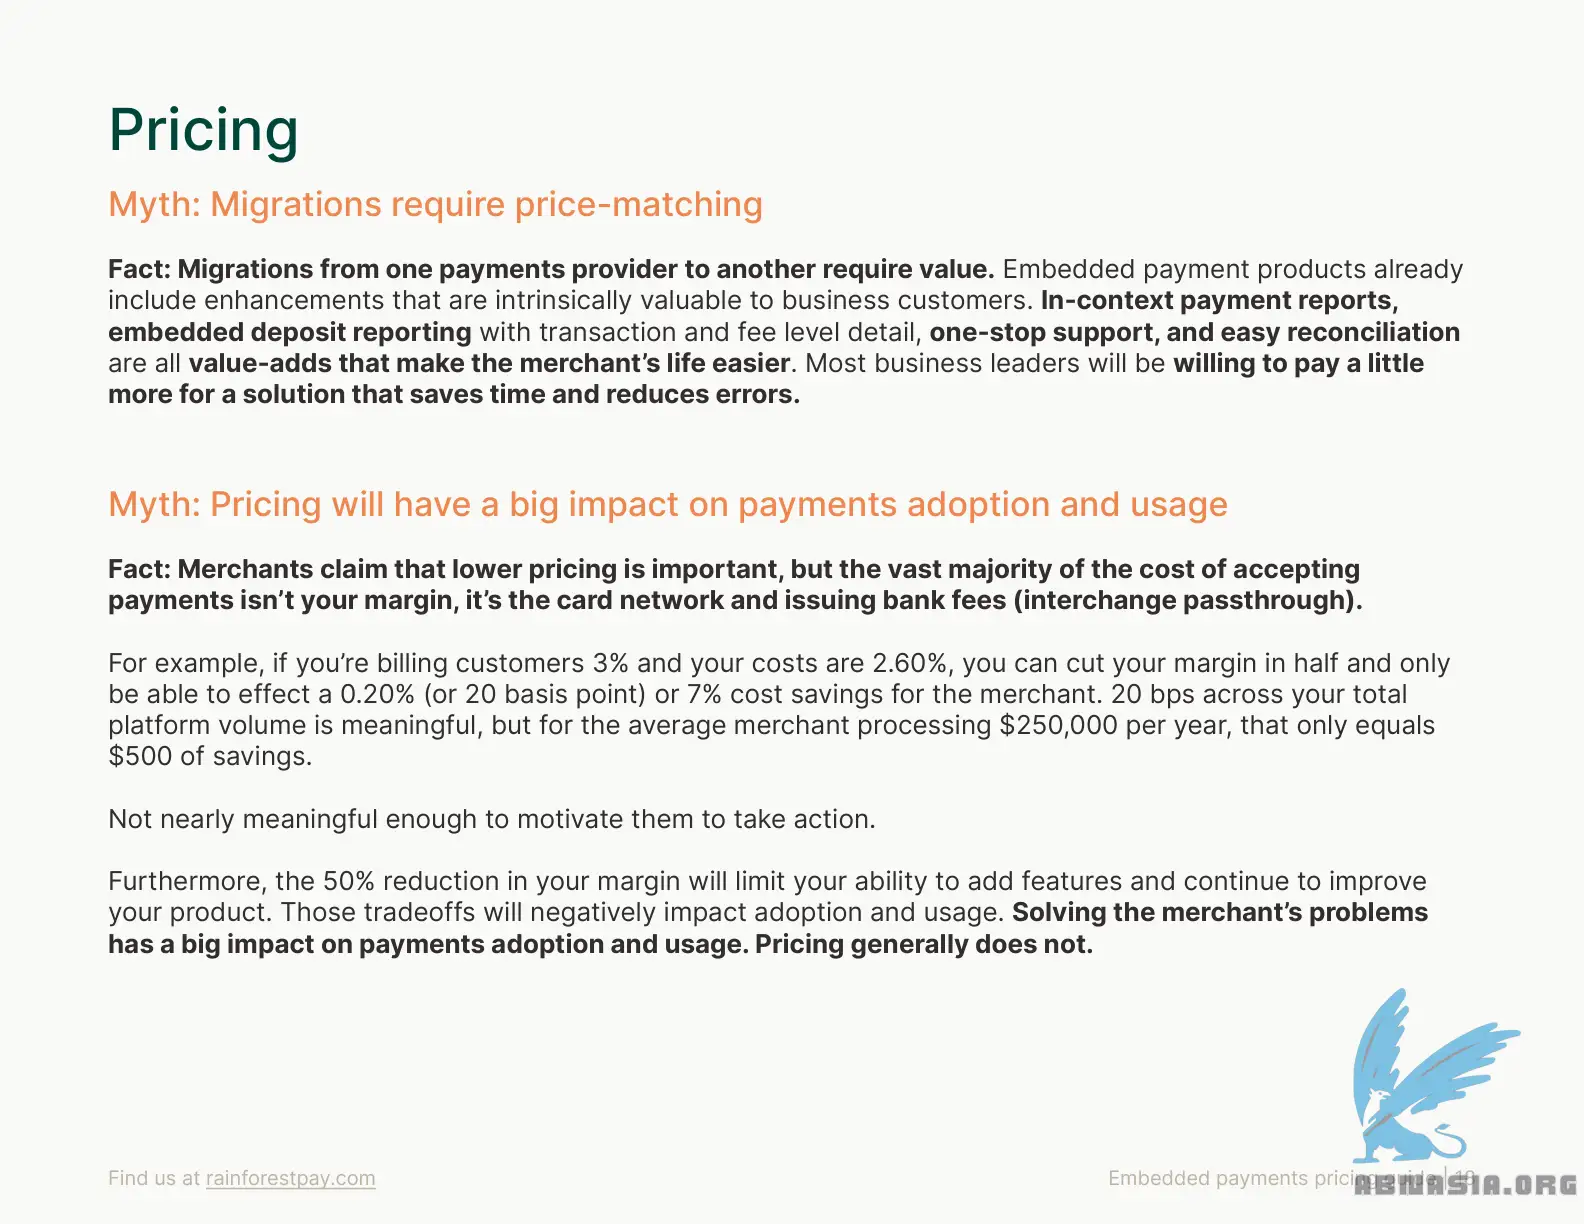 Pricing
Myth: Migrations require price-matching
Fact: Migrations from one payments provider to another require value. Embedded payment products already
include enhancements that are intrinsically valuable to business customers. In-context payment reports,
embedded deposit reporting with transaction and fee level detail, one-stop support, and easy reconciliation
are all value-adds that make the merchant’s life easier. Most business leaders will be willing to pay a little
more for a solution that saves time and reduces errors.
Myth: Pricing will have a big impact on payments adoption and usage
Fact: Merchants claim that lower pricing is important, but the vast majority of the cost of accepting
payments isn’t your margin, it’s the card network and issuing bank fees (interchange passthrough).
For example, if you’re billing customers 3% and your costs are 2.60%, you can cut your margin in half and only
be able to effect a 0.20% (or 20 basis point) or 7% cost savings for the merchant. 20 bps across your total
platform volume is meaningful, but for the average merchant processing $250,000 per year, that only equals
$500 of savings.
Not nearly meaningful enough to motivate them to take action.
Furthermore, the 50% reduction in your margin will limit your ability to add features and continue to improve
your product. Those tradeoffs will negatively impact adoption and usage. Solving the merchant’s problems
has a big impact on payments adoption and usage. Pricing generally does not.
Find us at rainforestpay.com
Embedded payments pricing guide |
ABINASIA.ORG